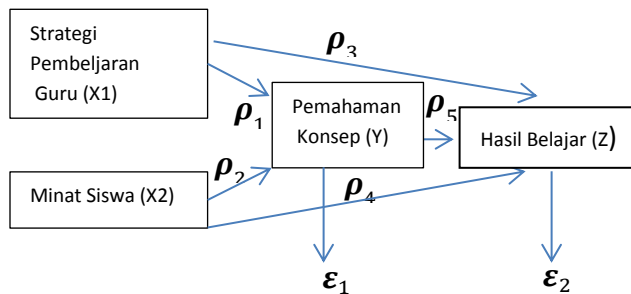 Strategi
Pembeljaran
Guru (X1)
ρ3
ρ1
Pemahaman
Konsep (Y)
ρ5
Hasil Belajar (Z)
ρ2
Minat Siswa (X2)
ρ4
ε1
ε2